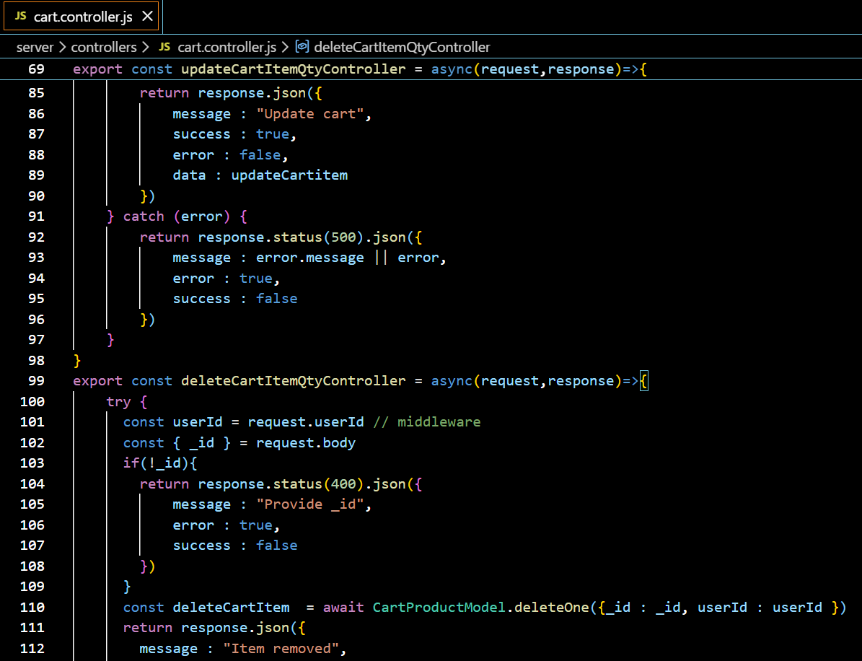 JS cart.controller.js ×
server > controllers > JS cart.controller.js > deleteCartItemQtyController
69 export const updateCartItemQtyController = async(request,response)=>{
85 return response.json({
86 message : "Update cart",
87 success : true,
88 error : false,
89 data : updateCartitem
90 })
91 } catch (error) {
92 return response.status(500).json({
93 message : error.message || error,
94 error : true,
95 success : false
96 })
97 }
98 }
99 export const deleteCartItemQtyController = async(request,response)=>{
100 try {
101 const userId = request.userId // middleware
102 const { _id } = request.body
103 if(!_id){
104 return response.status(400).json({
105 message : "Provide _id",
106 error : true,
107 success : false
108 })
109 }
110 const deleteCartItem  = await CartProductModel.deleteOne({_id : _id, userId : userId })
111 return response.json({
112 message : "Item removed",